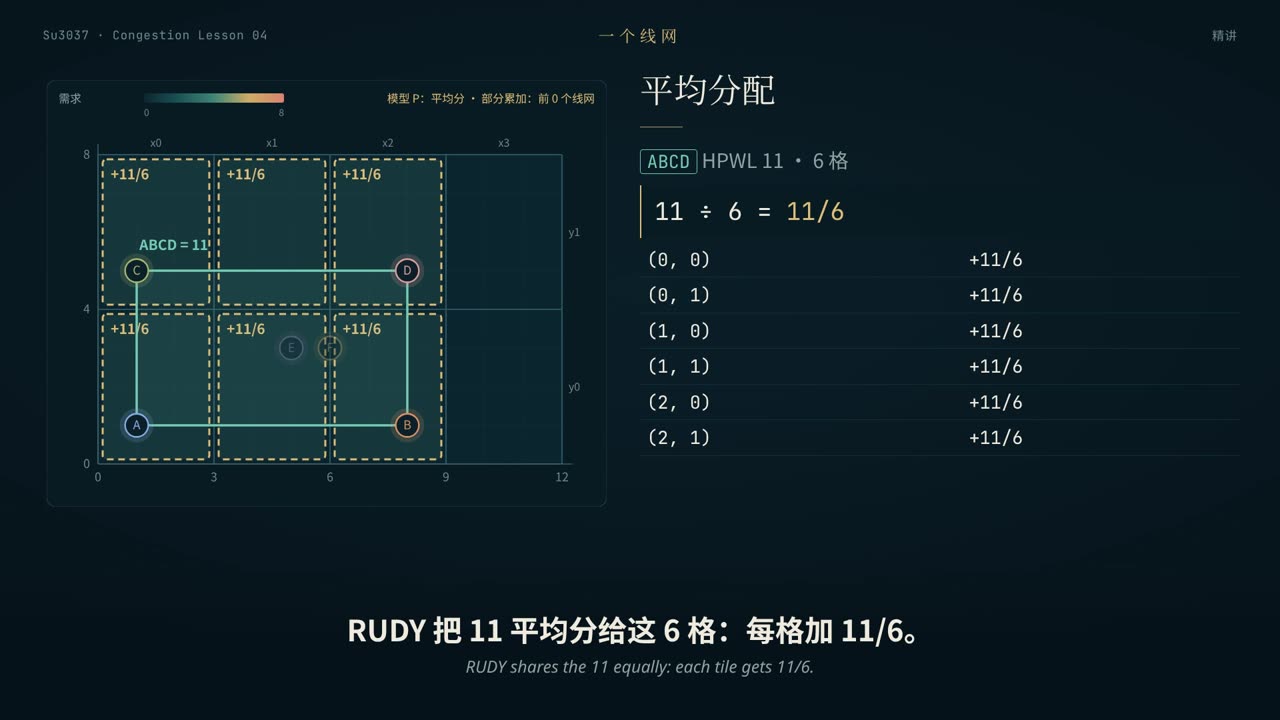 Su3037 · Congestion Lesson 04
一个线网
精讲
平均分配
需求
0
8
模型 P：平均分 · 部分累加：前 0 个线网
x0
x1
x2
x3
8
+11/6
+11/6
+11/6
ABCD = 11
y1
C
D
4
+11/6
+11/6
+11/6
E
F
y0
A
B
0
0
3
6
9
12
ABCD HPWL 11 · 6 格
11 ÷ 6 = 11/6
(0, 0) +11/6
(0, 1) +11/6
(1, 0) +11/6
(1, 1) +11/6
(2, 0) +11/6
(2, 1) +11/6
RUDY 把 11 平均分给这 6 格：每格加 11/6。
RUDY shares the 11 equally: each tile gets 11/6.